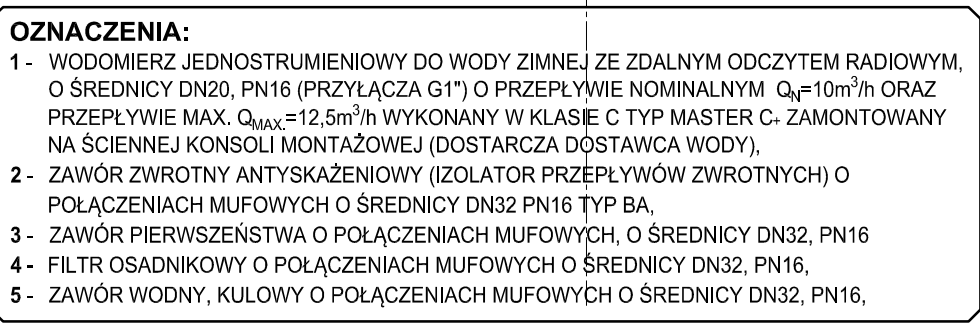 OZNACZENIA:
1 - WODOMIERZ JEDNOSTRUMIENIOWY DO WODY ZIMNEJ ZE ZDALNYM ODCZYTEM RADIOWYM,
O ŚREDNICY DN20, PN16 (PRZYŁĄCZA G1") O PRZEPŁYWIE NOMINALNYM Q_N=10m³/h ORAZ
PRZEPŁYWIE MAX. Q_MAX.=12,5m³/h WYKONANY W KLASIE C TYP MASTER C+ ZAMONTOWANY
NA ŚCIENNEJ KONSOLI MONTAŻOWEJ (DOSTARCZA DOSTAWCA WODY),
2 - ZAWÓR ZWROTNY ANTYSKAŻENIOWY (IZOLATOR PRZEPŁYWÓW ZWROTNYCH) O
POŁĄCZENIACH MUFOWYCH O ŚREDNICY DN32 PN16 TYP BA,
3 - ZAWÓR PIERWSZEŃSTWA O POŁĄCZENIACH MUFOWYCH, O ŚREDNICY DN32, PN16
4 - FILTR OSADNIKOWY O POŁĄCZENIACH MUFOWYCH O ŚREDNICY DN32, PN16,
5 - ZAWÓR WODNY, KULOWY O POŁĄCZENIACH MUFOWYCH O ŚREDNICY DN32, PN16,